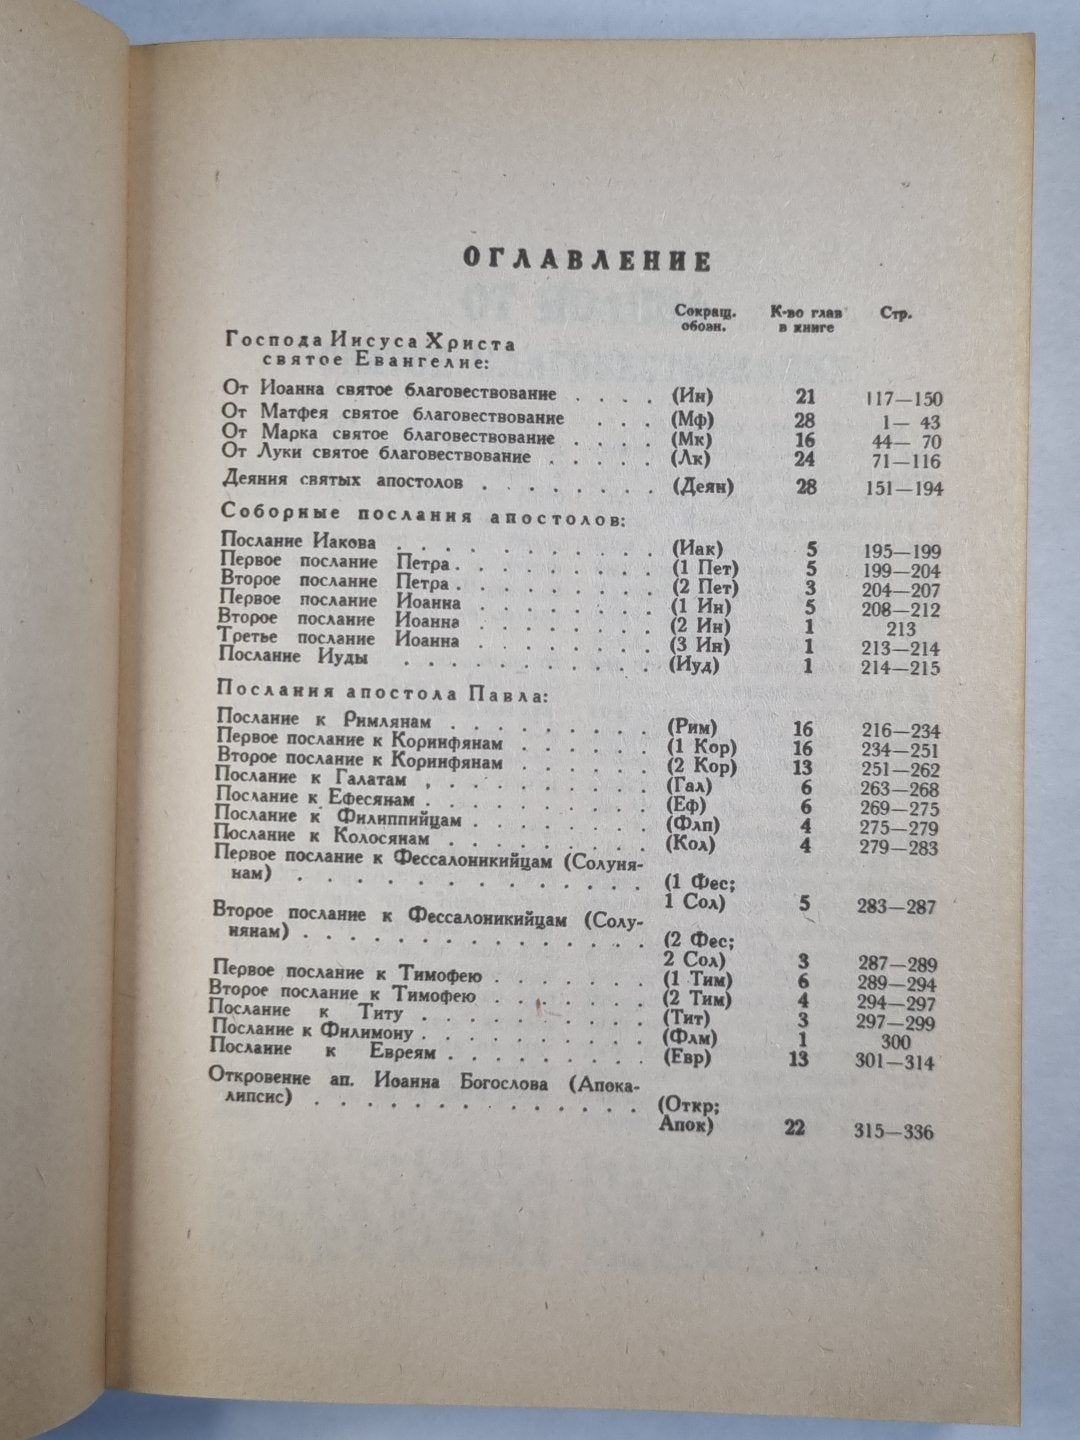 ОГЛАВЛЕНИЕ
Сокращ. обозн. К-во глав в книге Стр.
Господа Иисуса Христа
святое Евангелие:
От Иоанна святое благовествование . . . . (Ин) 21 117—150
От Матфея святое благовествование . . . (Мф) 28 1— 43
От Марка святое благовествование . . . . (Мк) 16 44— 70
От Луки святое благовествование . . . . . (Лк) 24 71—116
Деяния святых апостолов . . . . . . . . (Деян) 28 151—194
Соборные послания апостолов:
Послание Иакова . . . . . . . . . . . (Иак) 5 195—199
Первое послание Петра . . . . . . . . . (1 Пет) 5 199—204
Второе послание Петра . . . . . . . . . (2 Пет) 3 204—207
Первое послание Иоанна . . . . . . . . (1 Ин) 5 208—212
Второе послание Иоанна . . . . . . . . (2 Ин) 1 213
Третье послание Иоанна . . . . . . . . (3 Ин) 1 213—214
Послание Иуды . . . . . . . . . . . (Иуд) 1 214—215
Послания апостола Павла:
Послание к Римлянам . . . . . . . . . (Рим) 16 216—234
Первое послание к Коринфянам . . . . . . (1 Кор) 16 234—251
Второе послание к Коринфянам . . . . . . (2 Кор) 13 251—262
Послание к Галатам . . . . . . . . . . (Гал) 6 263—268
Послание к Ефесянам . . . . . . . . . . (Еф) 6 269—275
Послание к Филиппийцам . . . . . . . . (Флп) 4 275—279
Послание к Колосянам . . . . . . . . . (Кол) 4 279—283
Первое послание к Фессалоникийцам (Солуня-
нам) . . . . . . . . . . . . . . . (1 Фес;
1 Сол) 5 283—287
Второе послание к Фессалоникийцам (Солу-
нянам) . . . . . . . . . . . . . . . (2 Фес;
2 Сол) 3 287—289
Первое послание к Тимофею . . . . . . . (1 Тим) 6 289—294
Второе послание к Тимофею . . . . . . . (2 Тим) 4 294—297
Послание к Титу . . . . . . . . . . (Тит) 3 297—299
Послание к Филимону . . . . . . . . . . (Флм) 1 300
Послание к Евреям . . . . . . . . . (Евр) 13 301—314
Откровение ап. Иоанна Богослова (Апока-
липсис) . . . . . . . . . . . . . . (Откр;
Апок) 22 315—336